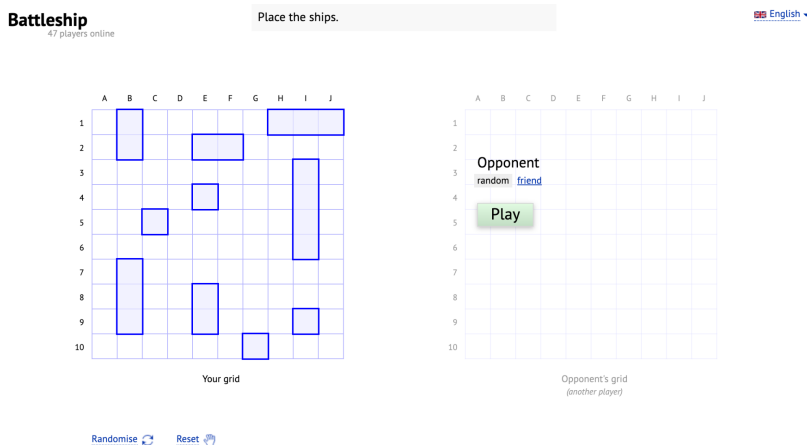 Battleship
47 players online
Place the ships.
English
A B C D E F G H I J
1
2
3
4
5
6
7
8
9
10
Your grid
Randomise
Reset
A B C D E F G H I J
1
2
3
4
5
6
7
8
9
10
Opponent
random friend
Play
Opponent's grid
(another player)